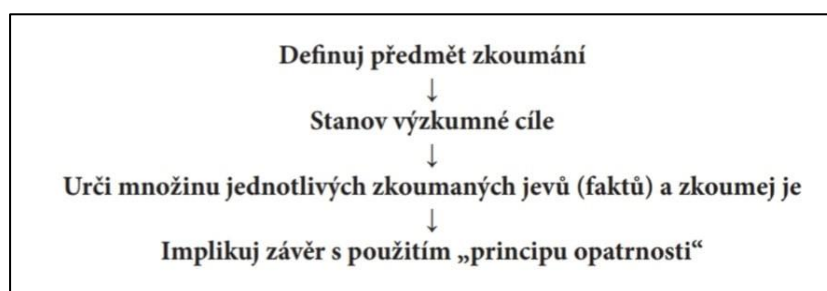 Definuj předmět zkoumání
↓
Stanov výzkumné cíle
↓
Urči množinu jednotlivých zkoumaných jevů (faktů) a zkoumej je
↓
Implikuj závěr s použitím „principu opatrnosti“